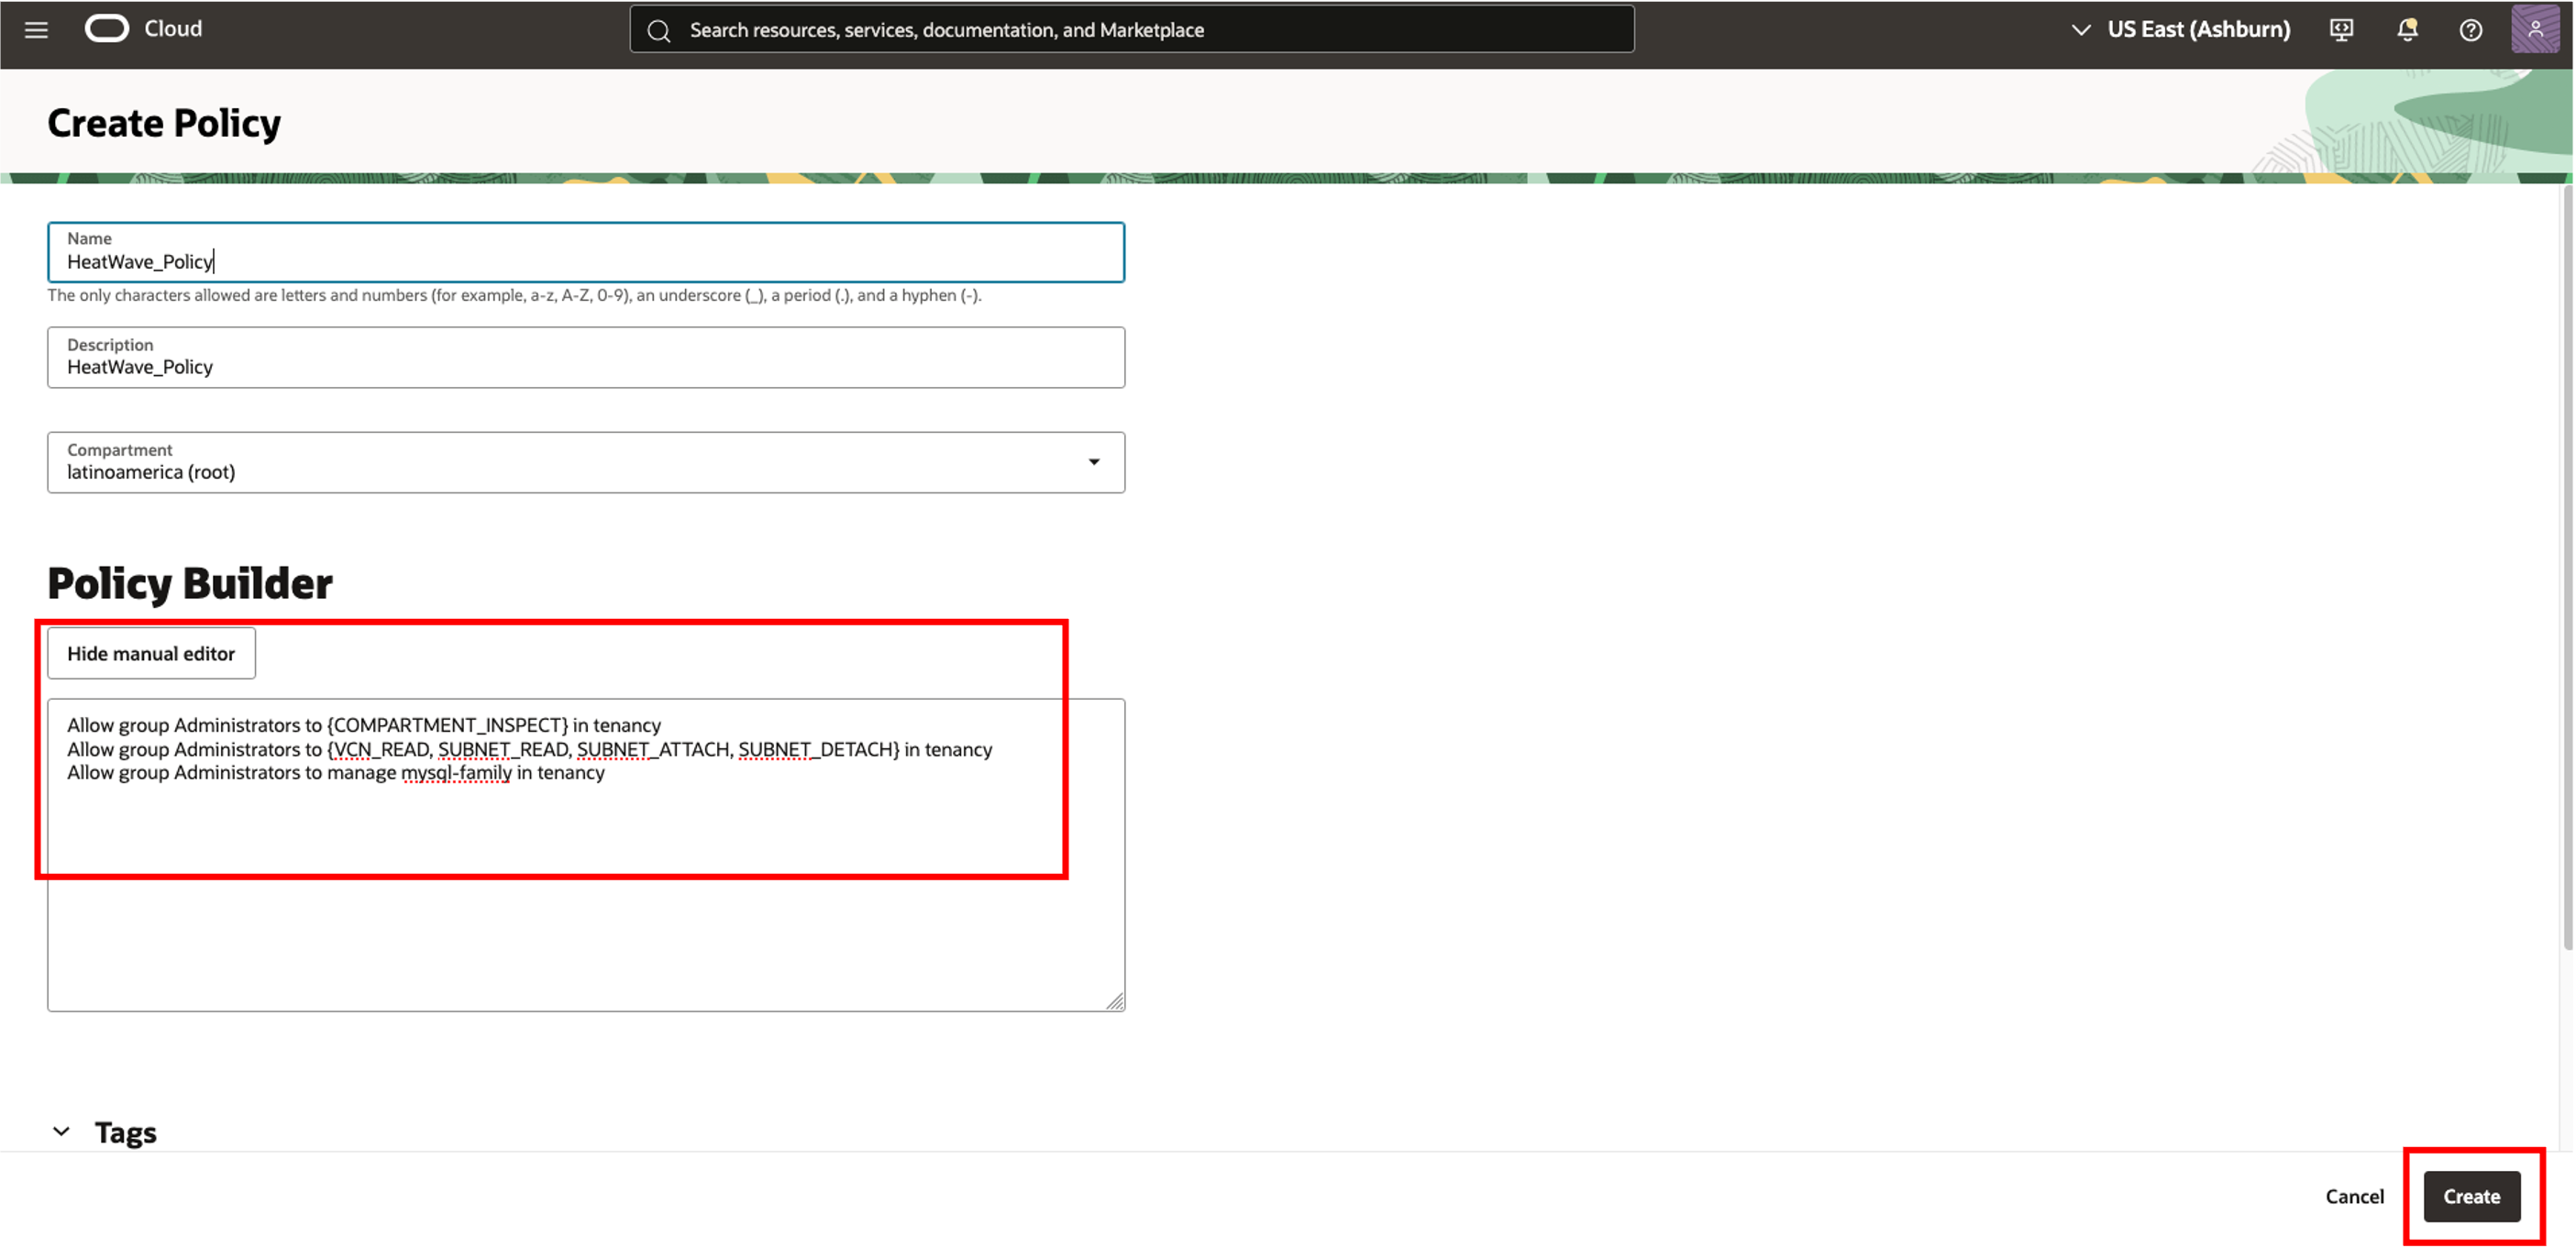 Cloud
Search resources, services, documentation, and Marketplace
US East (Ashburn)
Create Policy
Name
HeatWave_Policy
The only characters allowed are letters and numbers (for example, a-z, A-Z, 0-9), an underscore (_), a period (.), and a hyphen (-).
Description
HeatWave_Policy
Compartment
latinoamerica (root)
Policy Builder
Hide manual editor
Allow group Administrators to {COMPARTMENT_INSPECT} in tenancy
Allow group Administrators to {VCN_READ, SUBNET_READ, SUBNET_ATTACH, SUBNET_DETACH} in tenancy
Allow group Administrators to manage mysql-family in tenancy
Tags
Cancel
Create